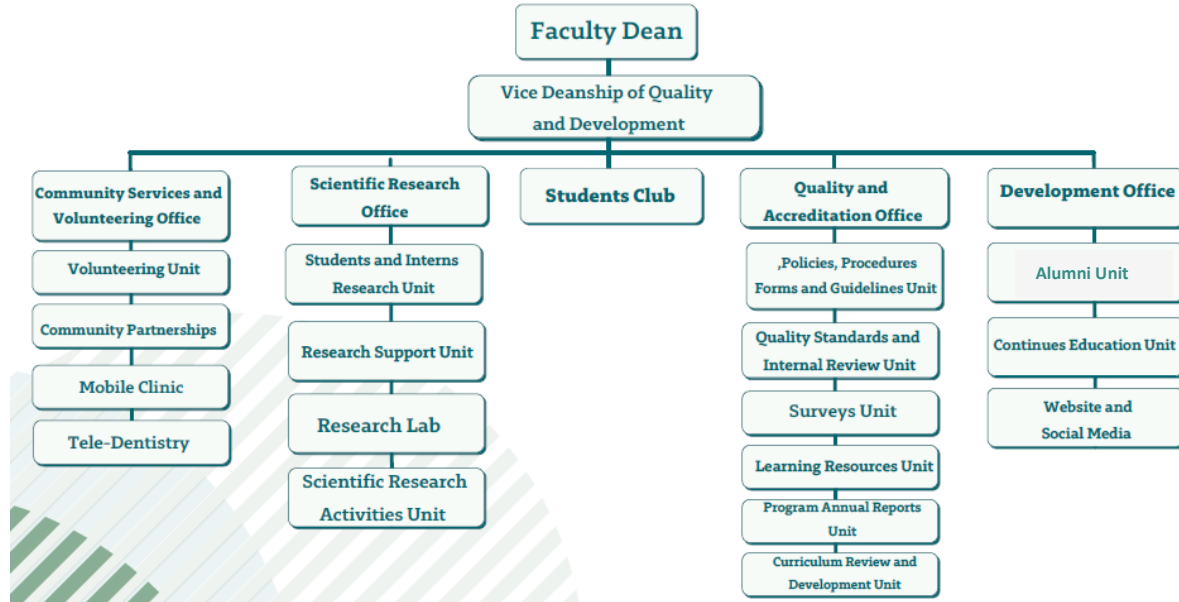 Faculty Dean
Vice Deanship of Quality
and Development
Community Services and
Volunteering Office
Volunteering Unit
Community Partnerships
Mobile Clinic
Tele-Dentistry
Scientific Research
Office
Students and Interns
Research Unit
Research Support Unit
Research Lab
Scientific Research
Activities Unit
Students Club
Quality and
Accreditation Office
,Policies, Procedures
Forms and Guidelines Unit
Quality Standards and
Internal Review Unit
Surveys Unit
Learning Resources Unit
Program Annual Reports
Unit
Curriculum Review and
Development Unit
Development Office
Alumni Unit
Continues Education Unit
Website and
Social Media